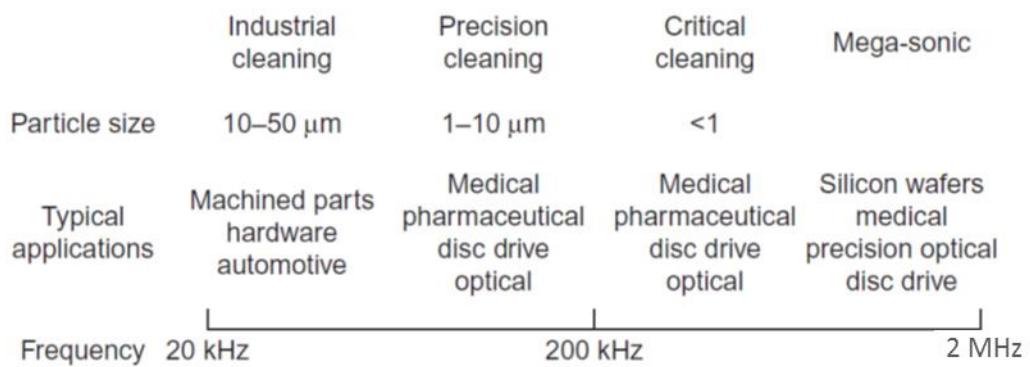 Industrial cleaning Precision cleaning Critical cleaning Mega-sonic
Particle size 10–50 μm 1–10 μm <1
Typical applications
Machined parts hardware automotive
Medical pharmaceutical disc drive optical
Medical pharmaceutical disc drive optical
Silicon wafers medical precision optical disc drive
Frequency 20 kHz 200 kHz 2 MHz